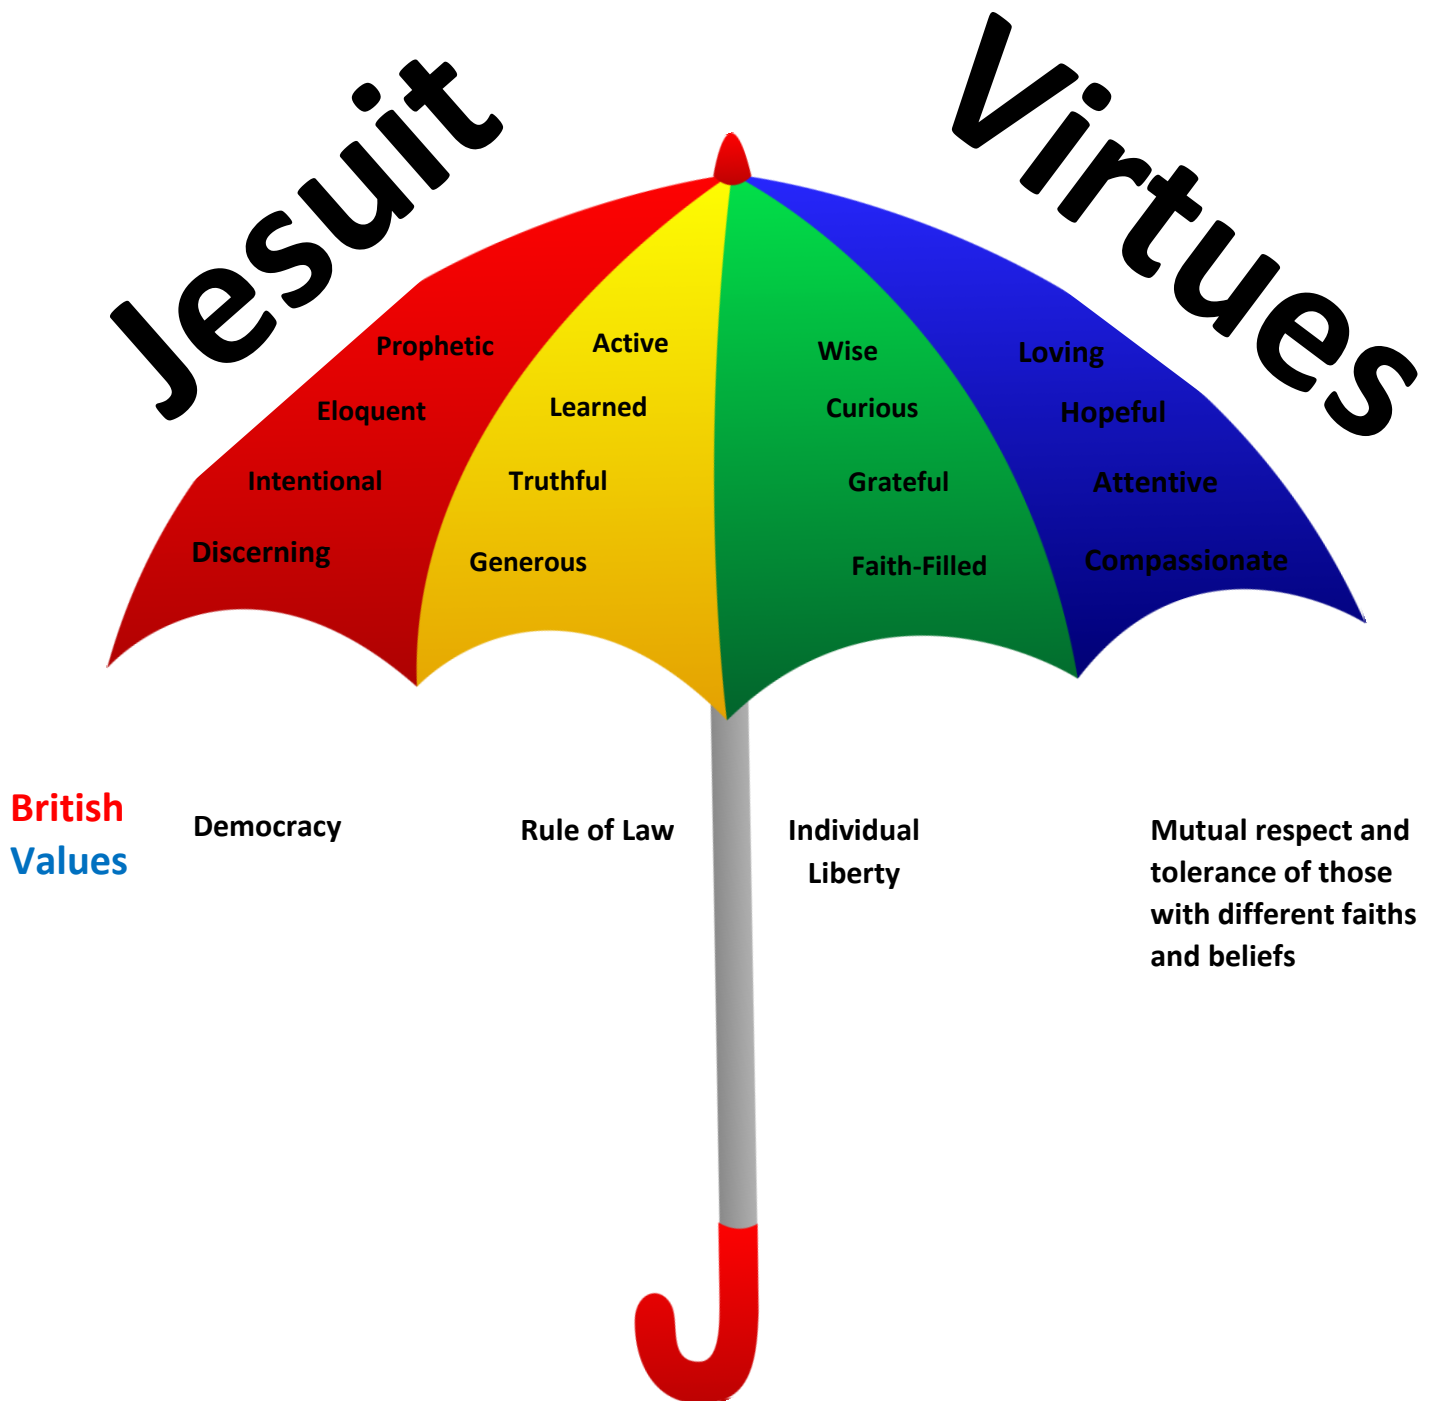 Jesuit
Virtues
Prophetic
Eloquent
Intentional
Discerning
Active
Learned
Truthful
Generous
Wise
Curious
Grateful
Faith-Filled
Loving
Hopeful
Attentive
Compassionate
British
Values
Democracy
Rule of Law
Individual
Liberty
Mutual respect and
tolerance of those
with different faiths
and beliefs